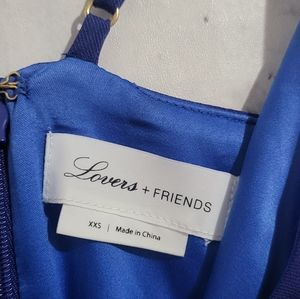 Lovers + FRIENDS
XXS | Made in China